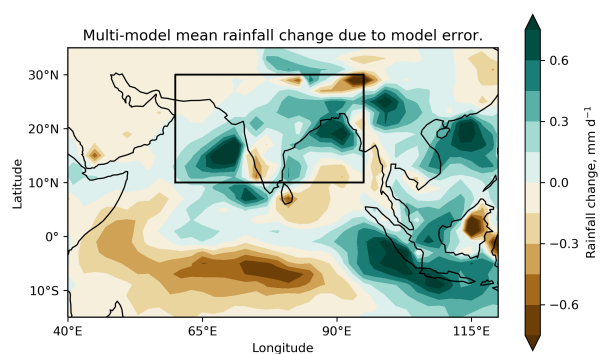 Multi-model mean rainfall change due to model error.
30°N
20°N
10°N
0°
10°S
Latitude
40°E
65°E
90°E
115°E
Longitude
0.6
0.3
0.0
−0.3
−0.6
Rainfall change, mm d⁻¹